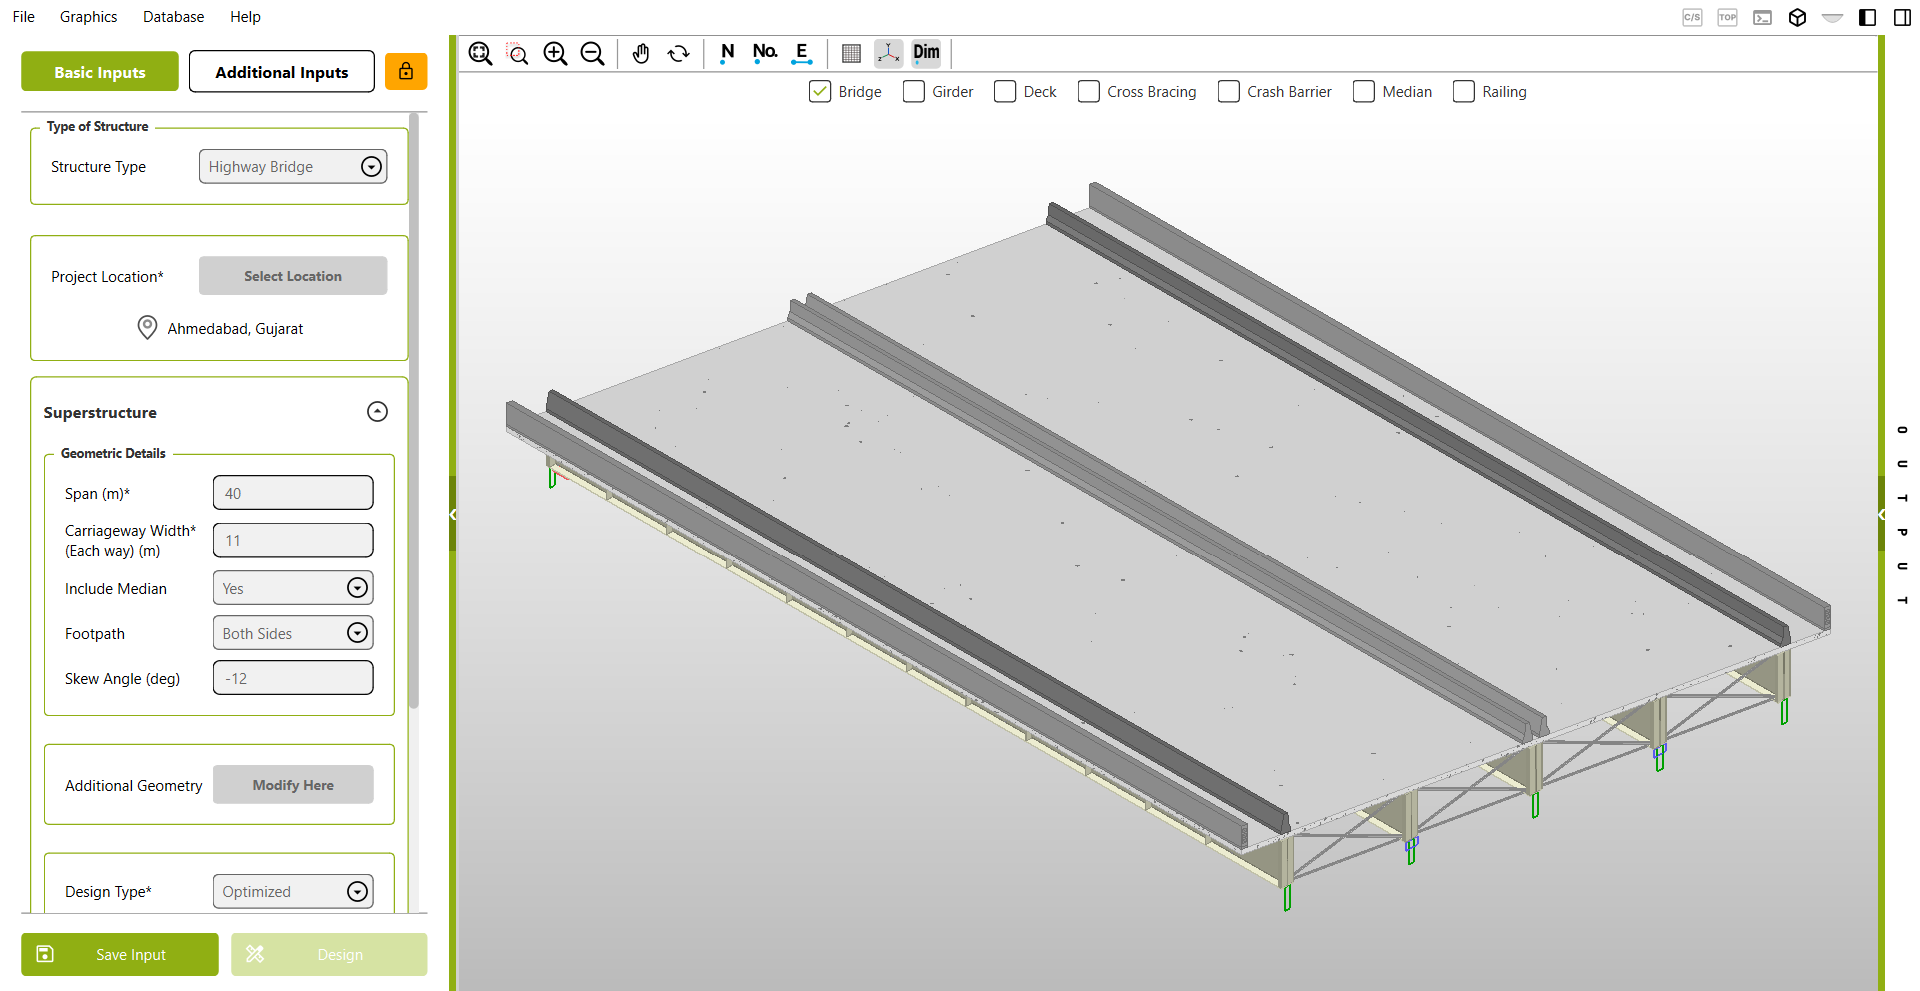 File Graphics Database Help
C/S TOP
Basic Inputs Additional Inputs
N No. E Dim
Y Z X
Bridge Girder Deck Cross Bracing Crash Barrier Median Railing
Type of Structure
Structure Type Highway Bridge
Project Location* Select Location
Ahmedabad, Gujarat
Superstructure
Geometric Details
Span (m)* 40
Carriageway Width*
(Each way) (m) 11
Include Median Yes
Footpath Both Sides
Skew Angle (deg) -12
Additional Geometry Modify Here
Design Type* Optimized
Save Input Design
OUTPUT